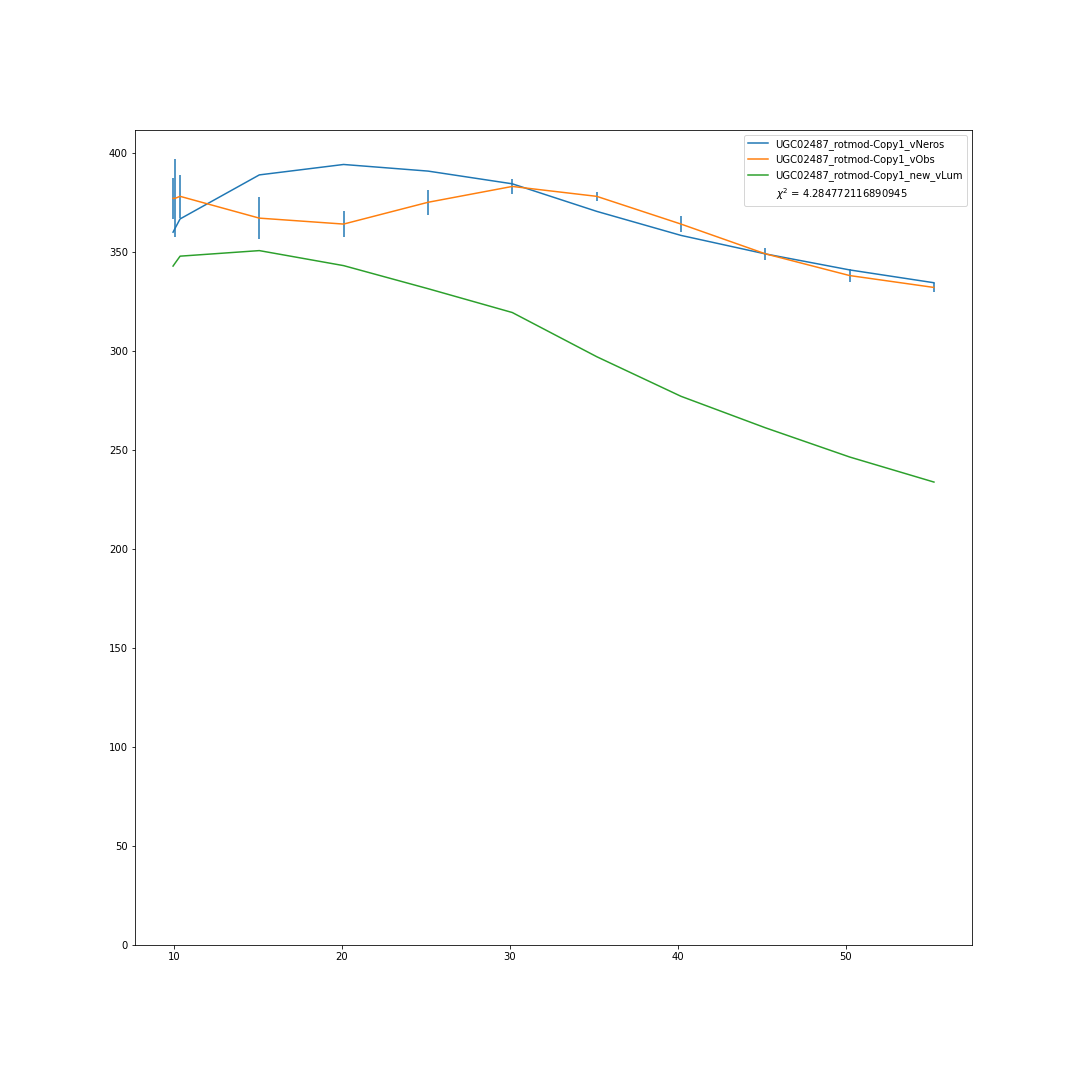 UGC02487_rotmod-Copy1_vNeros
UGC02487_rotmod-Copy1_vObs
UGC02487_rotmod-Copy1_new_vLum
χ² = 4.284772116890945
400
350
300
250
200
150
100
50
0
10 20 30 40 50